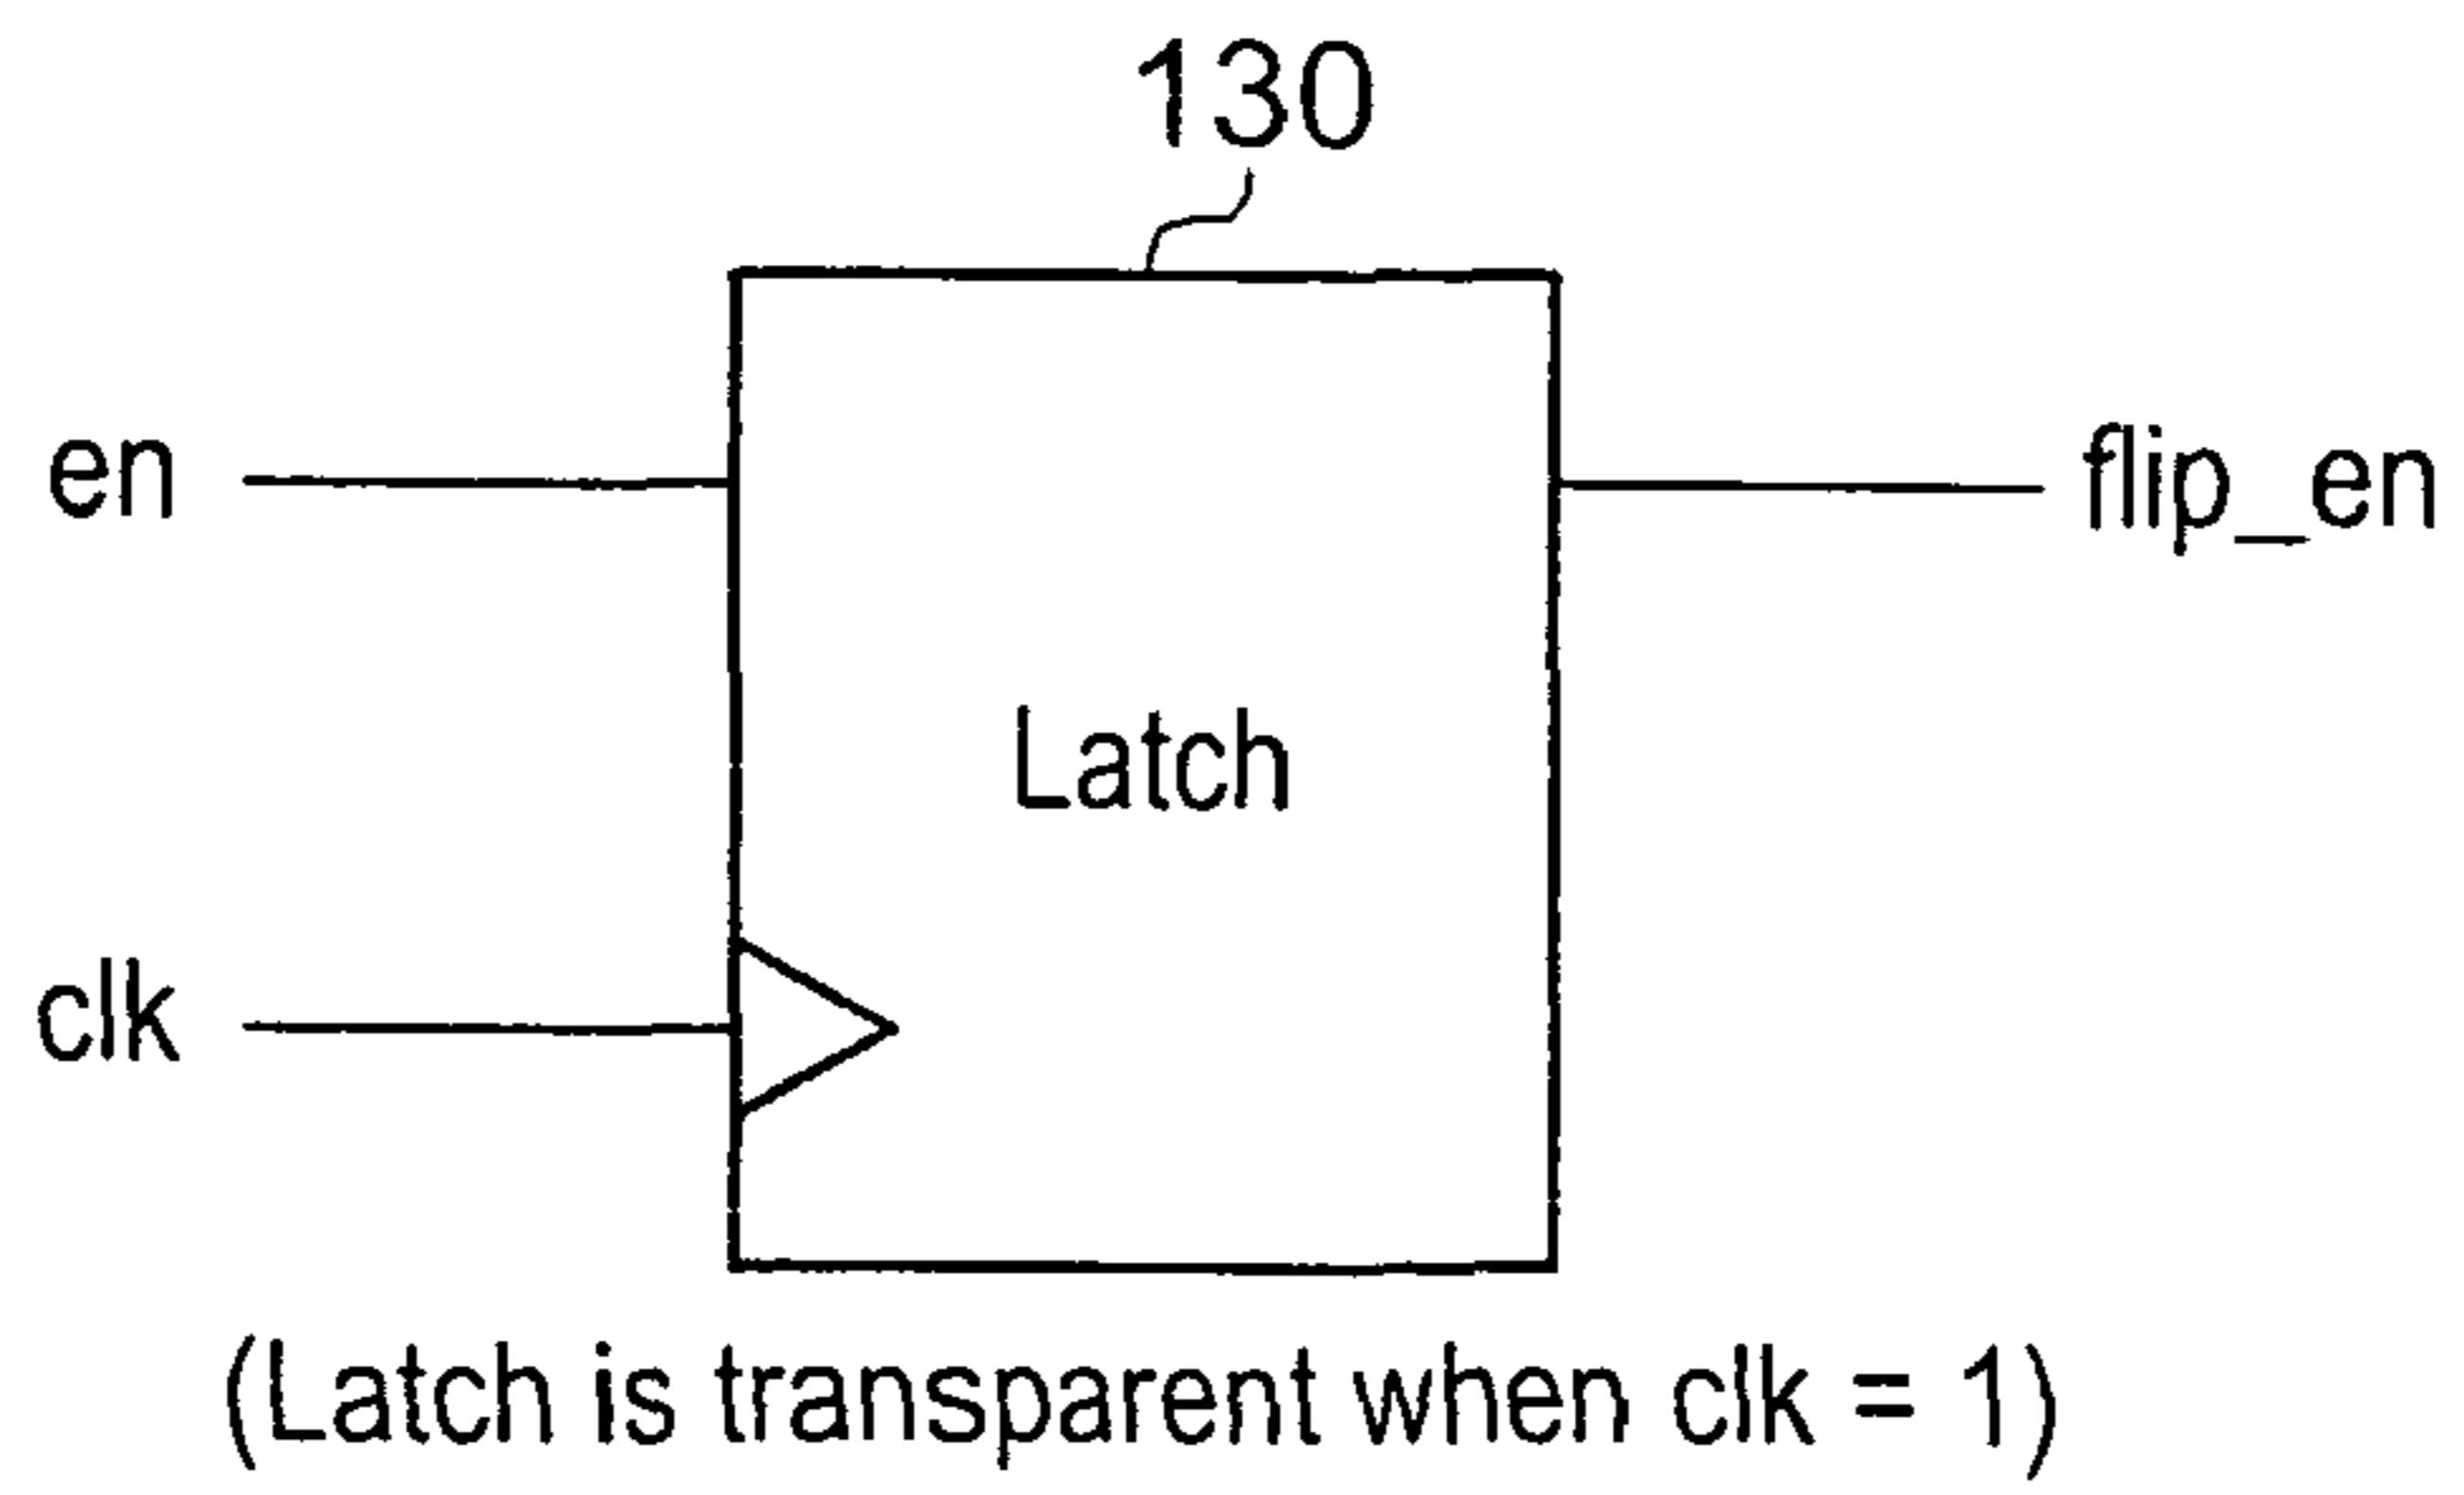 130
en
flip_en
Latch
clk
(Latch is transparent when clk = 1)